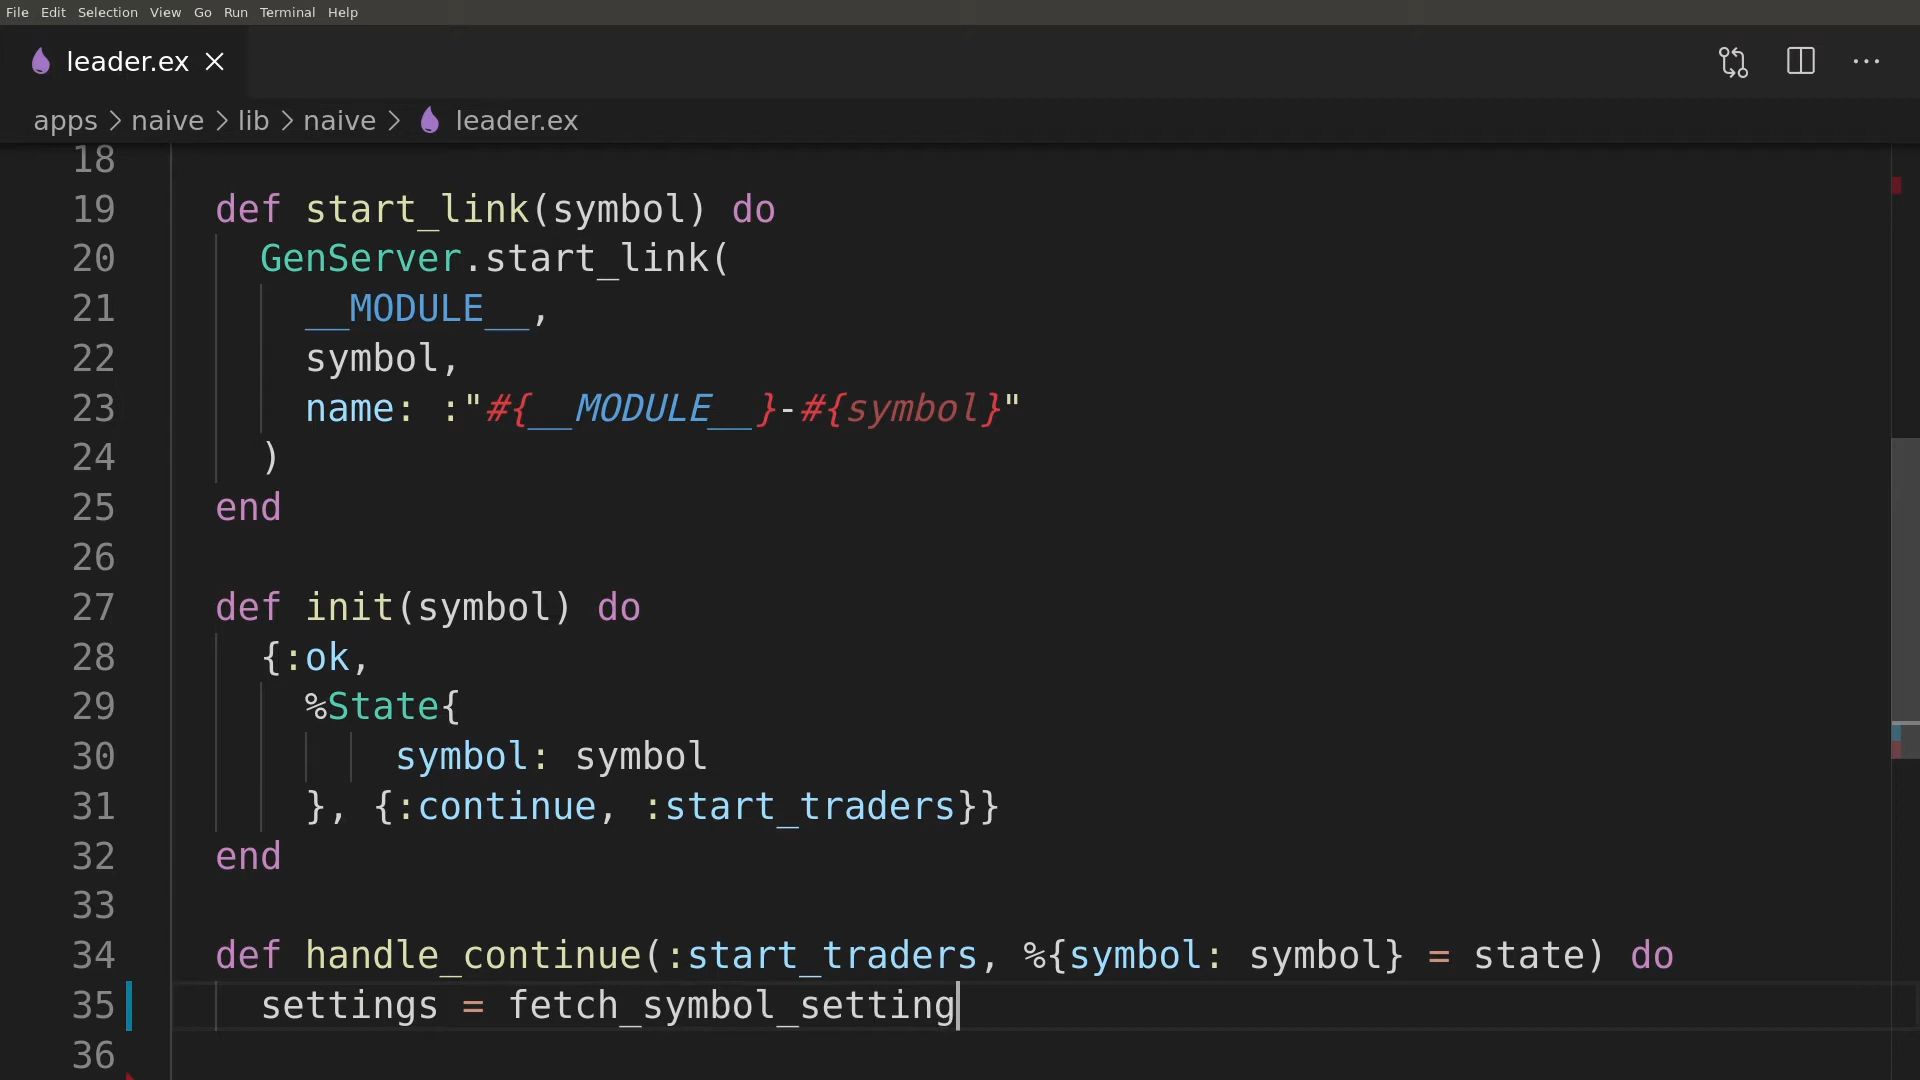 File Edit Selection View Go Run Terminal Help
leader.ex
apps > naive > lib > naive > leader.ex
18
19 def start_link(symbol) do
20 GenServer.start_link(
21 __MODULE__,
22 symbol,
23 name: :"#{__MODULE__}-#{symbol}"
24 )
25 end
26
27 def init(symbol) do
28 {:ok,
29 %State{
30 symbol: symbol
31 }, {:continue, :start_traders}}
32 end
33
34 def handle_continue(:start_traders, %{symbol: symbol} = state) do
35 settings = fetch_symbol_setting
36